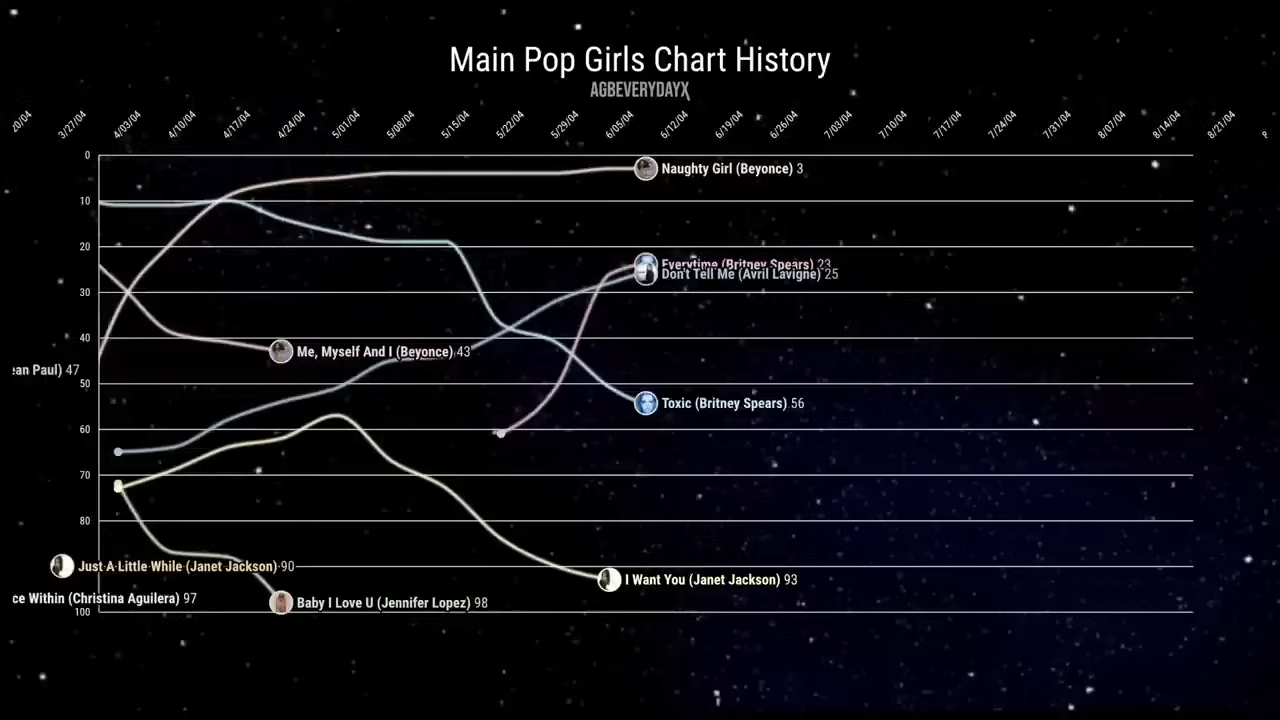 Main Pop Girls Chart History
AGBEVERYDAYX
20/04 3/27/04 4/03/04 4/10/04 4/17/04 4/24/04 5/01/04 5/08/04 5/15/04 5/22/04 5/29/04 6/05/04 6/12/04 6/19/04 6/26/04 7/03/04 7/10/04 7/17/04 7/24/04 7/31/04 8/07/04 8/14/04 8/21/04
0
Naughty Girl (Beyonce) 3
10
20
Everytime (Britney Spears) 23
Don't Tell Me (Avril Lavigne) 25
30
40
Me, Myself And I (Beyonce) 43
ean Paul) 47
50
Toxic (Britney Spears) 56
60
70
80
Just A Little While (Janet Jackson) 90
I Want You (Janet Jackson) 93
ce Within (Christina Aguilera) 97
Baby I Love U (Jennifer Lopez) 98
100